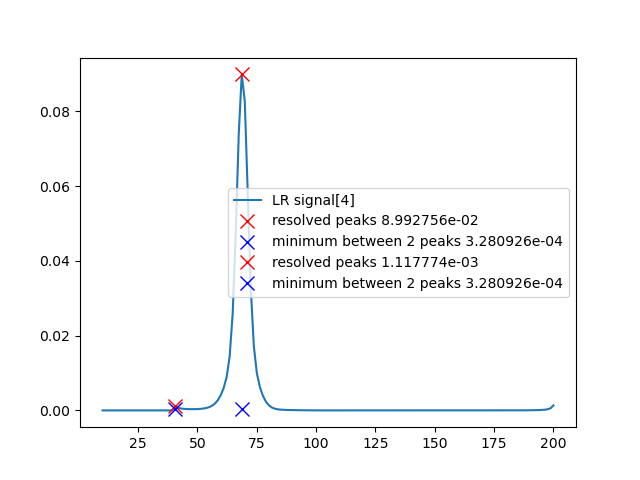 0.08
0.06
0.04
0.02
0.00
LR signal[4]
resolved peaks 8.992756e-02
minimum between 2 peaks 3.280926e-04
resolved peaks 1.117774e-03
minimum between 2 peaks 3.280926e-04
25 50 75 100 125 150 175 200